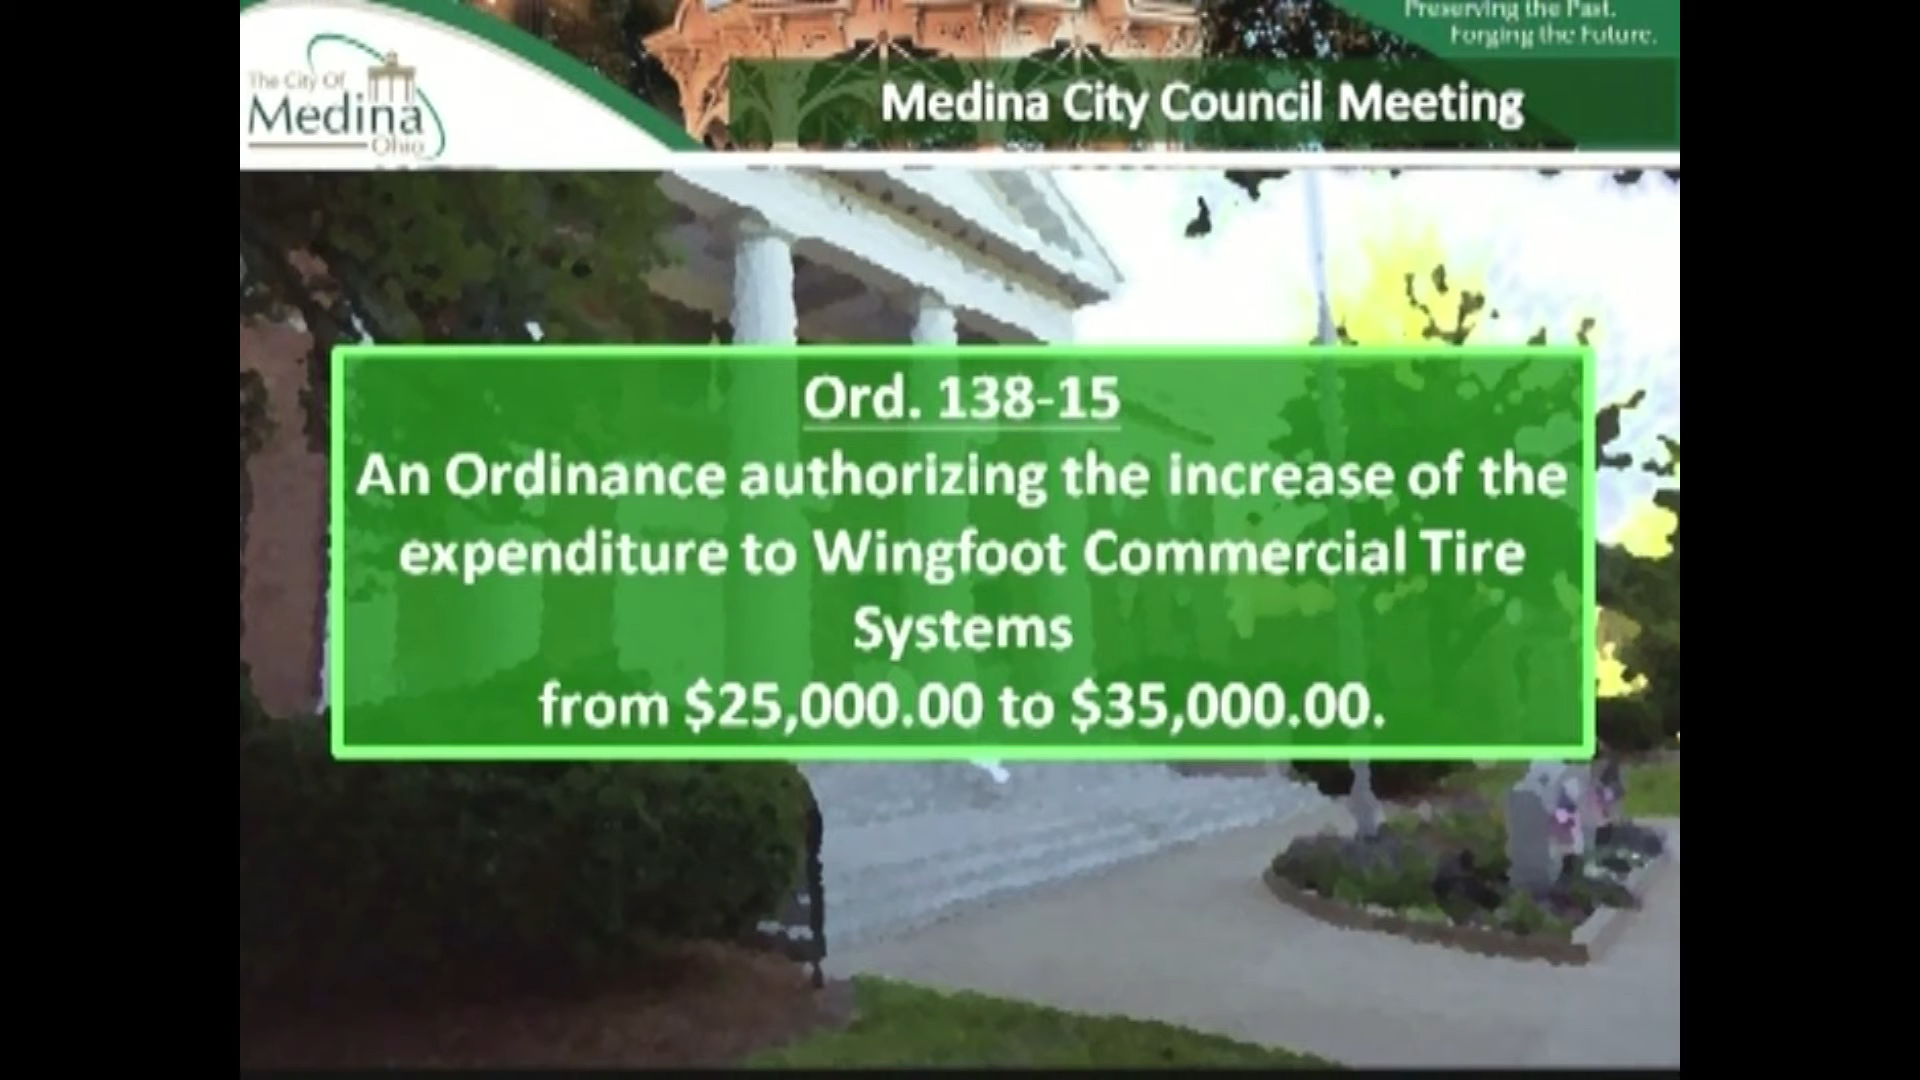 Preserving the Past.
Forging the Future.
The City Of
Medina
Ohio
Medina City Council Meeting
Ord. 138-15
An Ordinance authorizing the increase of the
expenditure to Wingfoot Commercial Tire
Systems
from $25,000.00 to $35,000.00.